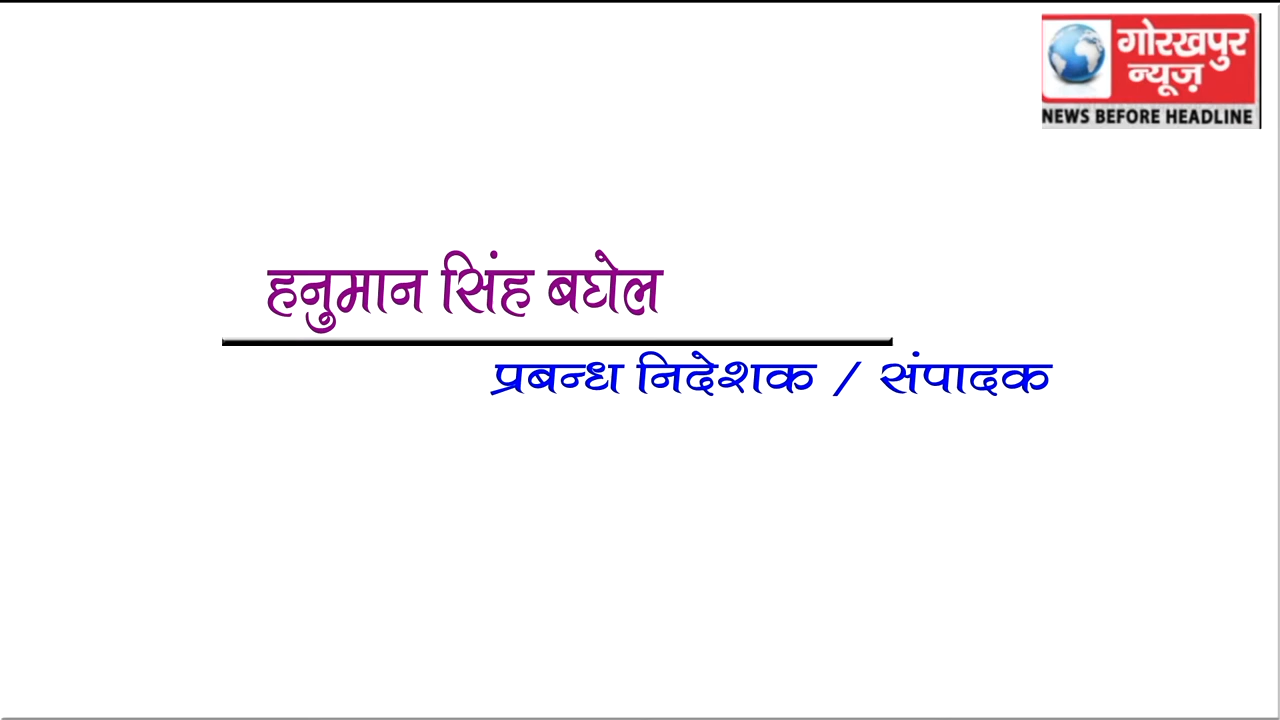 गोरखपुर
न्यूज़
NEWS BEFORE HEADLINE
हनुमान सिंह बघेल
प्रबन्ध निदेशक / संपादक